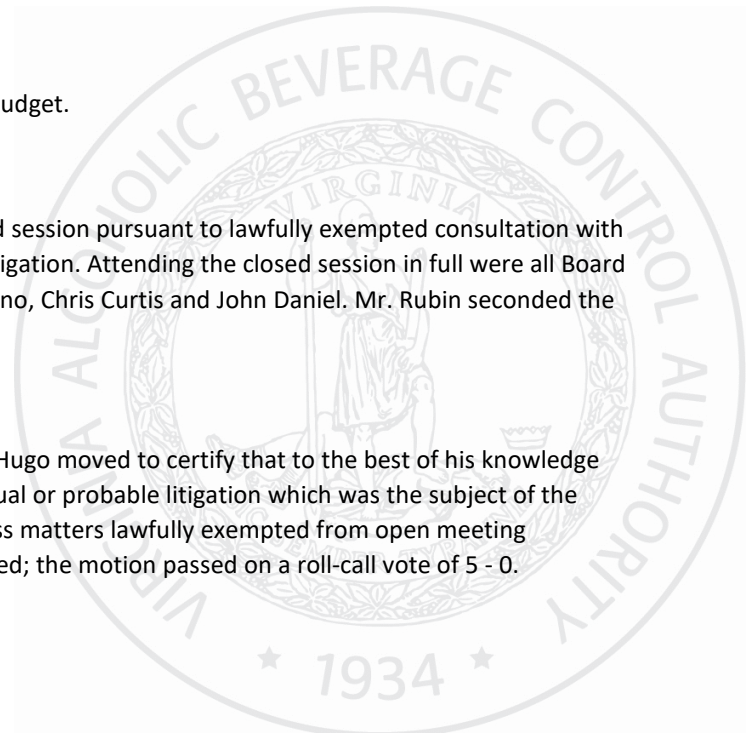 udget.
d session pursuant to lawfully exempted consultation with
igation. Attending the closed session in full were all Board
no, Chris Curtis and John Daniel. Mr. Rubin seconded the
Hugo moved to certify that to the best of his knowledge
ual or probable litigation which was the subject of the
ss matters lawfully exempted from open meeting
ed; the motion passed on a roll-call vote of 5 - 0.
VIRGINIA ALCOHOLIC BEVERAGE CONTROL AUTHORITY
VIRGINIA
* 1934 *